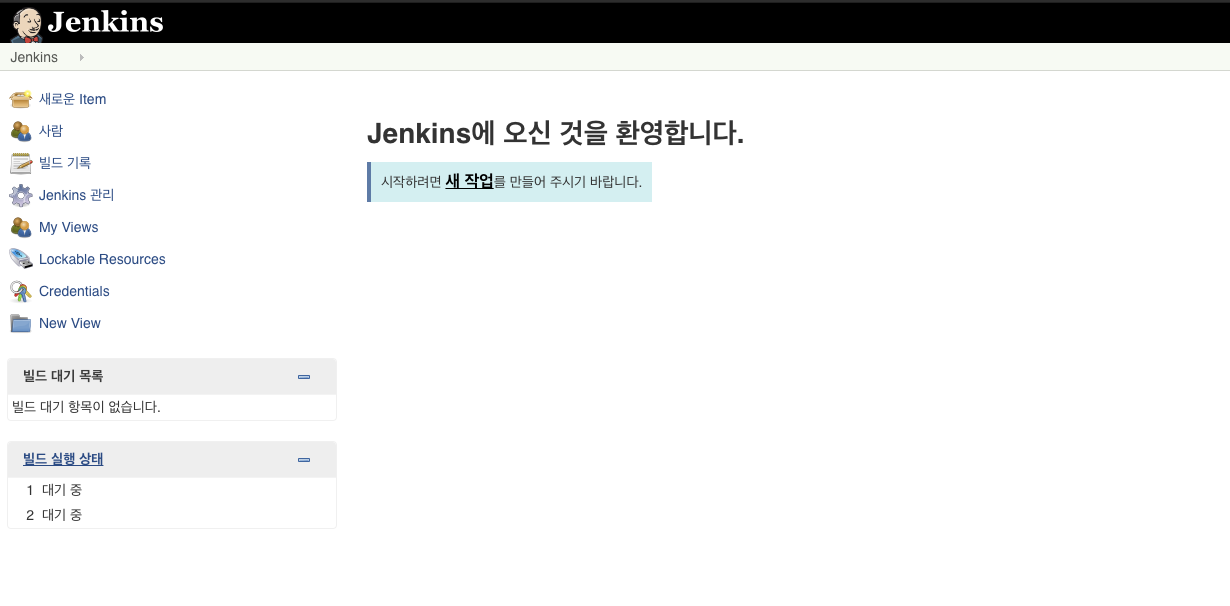 Jenkins
Jenkins
새로운 Item
사람
빌드 기록
Jenkins 관리
My Views
Lockable Resources
Credentials
New View
빌드 대기 목록
빌드 대기 항목이 없습니다.
빌드 실행 상태
1 대기 중
2 대기 중
Jenkins에 오신 것을 환영합니다.
시작하려면 새 작업를 만들어 주시기 바랍니다.